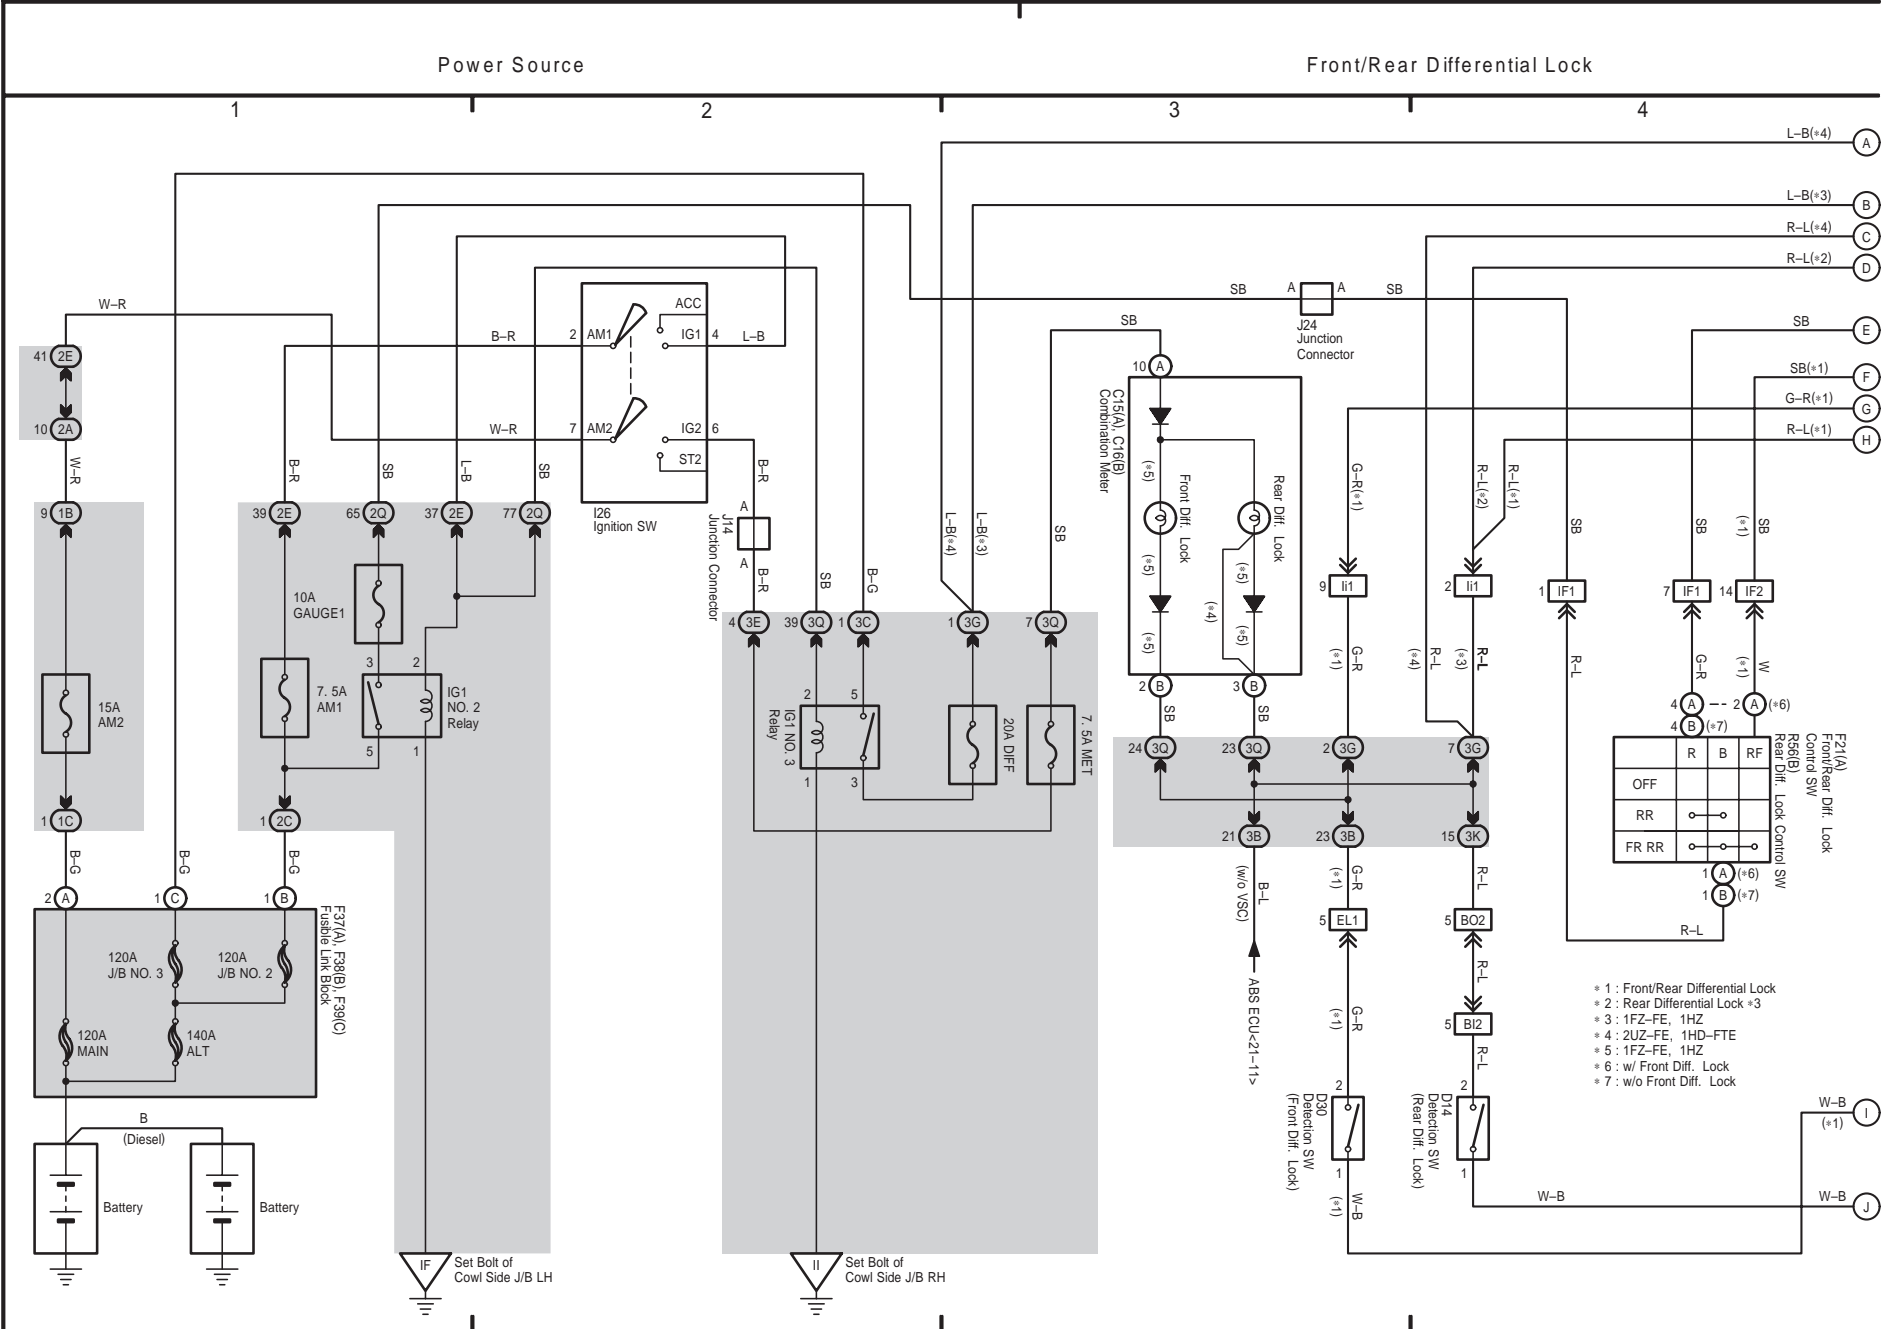 Power Source
Front/Rear Differential Lock
1
2
3
4
L–B(*4)
A
L–B(*3)
B
R–L(*4)
C
R–L(*2)
D
W–R
B–R
2
AM1
ACC
IG1
4
L–B
SB
A
A
SB
J24
Junction
Connector
SB
SB
E
SB(*1)
F
G–R(*1)
G
R–L(*1)
H
41
2E
10
2A
W–R
W–R
7
AM2
IG2
6
ST2
I26
Ignition SW
B–R
A
J14
Junction Connector
A
B–R
10
A
C15(A), C16(B)
Combination Meter
(*5)
Front Diff. Lock
Rear Diff. Lock
(*5)
(*5)
(*4)
(*5)
(*5)
2
B
3
B
SB
SB
B–R
SB
L–B
SB
9
1B
39
2E
65
2Q
37
2E
77
2Q
10A
GAUGE1
3
2
7. 5A
AM1
IG1
NO. 2
Relay
5
1
15A
AM2
1
1C
1
2C
B–G
B–G
B–G
SB
B–G
L–B(*4)
L–B(*3)
SB
4
3E
39
3Q
1
3C
1
3G
7
3Q
2
5
IG1 NO. 3
Relay
1
3
20A DIFF
7. 5A MET
G–R(*1)
R–L(*2)
R–L(*1)
SB
SB
SB
(*1)
9
Ii1
2
Ii1
1
IF1
7
IF1
14
IF2
G–R
(*1)
R–L
(*4)
R–L
(*3)
R–L
G–R
W
(*1)
4
A
2
A
(*6)
4
B
(*7)
24
3Q
23
3Q
2
3G
7
3G
R
B
RF
OFF
RR
FR RR
F21(A)
Front/Rear Diff. Lock
Control SW
R56(B)
Rear Diff. Lock Control SW
1
A
(*6)
1
B
(*7)
R–L
21
3B
23
3B
15
3K
B–L
(w/o VSC)
ABS ECU<21–11>
G–R
(*1)
R–L
5
EL1
5
BO2
G–R
(*1)
R–L
5
BI2
R–L
2
D30
Detection SW
(Front Diff. Lock)
1
W–B
(*1)
2
D14
Detection SW
(Rear Diff. Lock)
1
W–B
W–B
(*1)
I
W–B
J
* 1 : Front/Rear Differential Lock
* 2 : Rear Differential Lock *3
* 3 : 1FZ–FE, 1HZ
* 4 : 2UZ–FE, 1HD–FTE
* 5 : 1FZ–FE, 1HZ
* 6 : w/ Front Diff. Lock
* 7 : w/o Front Diff. Lock
2
A
1
C
1
B
120A
J/B NO. 3
120A
J/B NO. 2
120A
MAIN
140A
ALT
F37(A), F38(B), F39(C)
Fusible Link Block
B
(Diesel)
Battery
Battery
IF
Set Bolt of
Cowl Side J/B LH
II
Set Bolt of
Cowl Side J/B RH